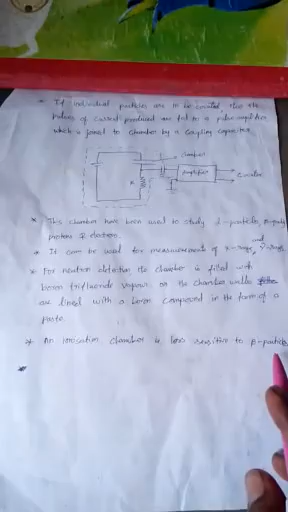 * If individual particles are to be counted then the
pulses of current produced are fed to a pulse amplifier
which is joined to chamber by a coupling capacitor.
chamber
Amplifier
Counter
R
* This chamber have been used to study α-particle, β-particle
protons & electrons.
* It can be used for measurements of x-rays and γ-rays
* For neutron detection the chamber is filled with
boron trifluoride vapour or the chamber walls
are lined with a boron compound in the form of a
paste.
* An ionisation chamber is less sensitive to β-particle